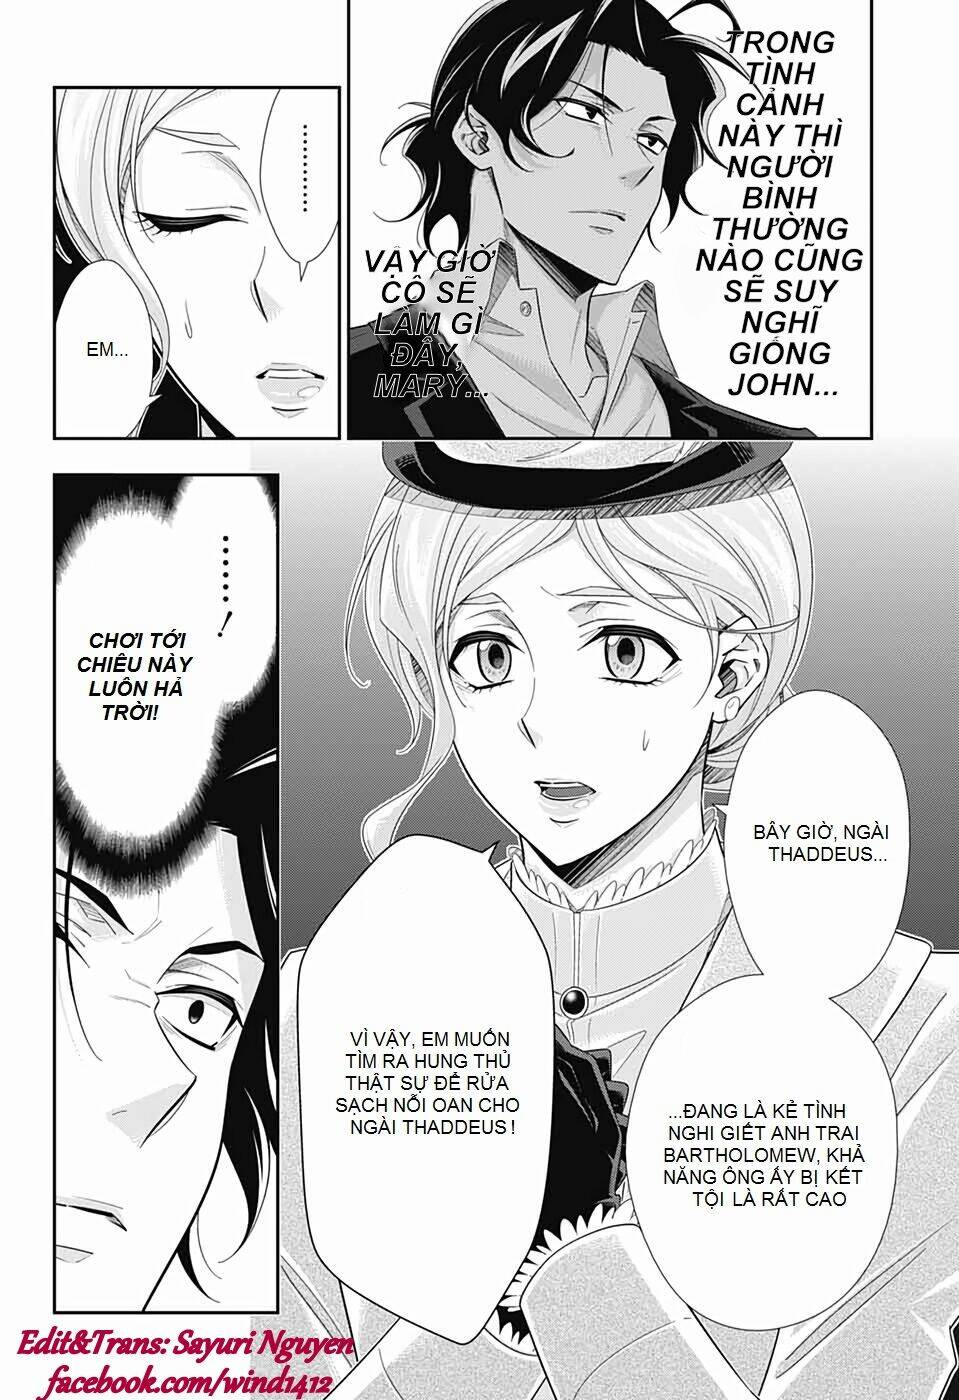 TRONG
TÌNH
CẢNH
NÀY THÌ
NGƯỜI
BÌNH
THƯỜNG
NÀO CŨNG
SẼ SUY
NGHĨ
GIỐNG
JOHN...
VẬY GIỜ
CÔ SẼ
LÀM GÌ
ĐÂY,
MARY...
........
EM...
BÂY GIỜ, NGÀI
THADDEUS...
...ĐANG LÀ KẺ TÌNH
NGHI GIẾT ANH TRAI
BARTHOLOMEW, KHẢ
NĂNG ÔNG ẤY BỊ KẾT
TỘI LÀ RẤT CAO
VÌ VẬY, EM MUỐN
TÌM RA HUNG THỦ
THẬT SỰ ĐỂ RỬA
SẠCH NỖI OAN CHO
NGÀI THADDEUS !
......!
CHƠI TỚI
CHIÊU NÀY
LUÔN HẢ
TRỜI!
Edit&Trans: Sayuri Nguyen
facebook.com/wind1412